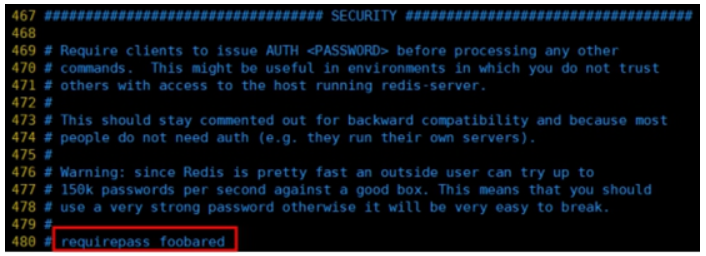 467 ################################## SECURITY ###################################
468
469 # Require clients to issue AUTH <PASSWORD> before processing any other
470 # commands.  This might be useful in environments in which you do not trust
471 # others with access to the host running redis-server.
472 #
473 # This should stay commented out for backward compatibility and because most
474 # people do not need auth (e.g. they run their own servers).
475 #
476 # Warning: since Redis is pretty fast an outside user can try up to
477 # 150k passwords per second against a good box. This means that you should
478 # use a very strong password otherwise it will be very easy to break.
479 #
480 # requirepass foobared